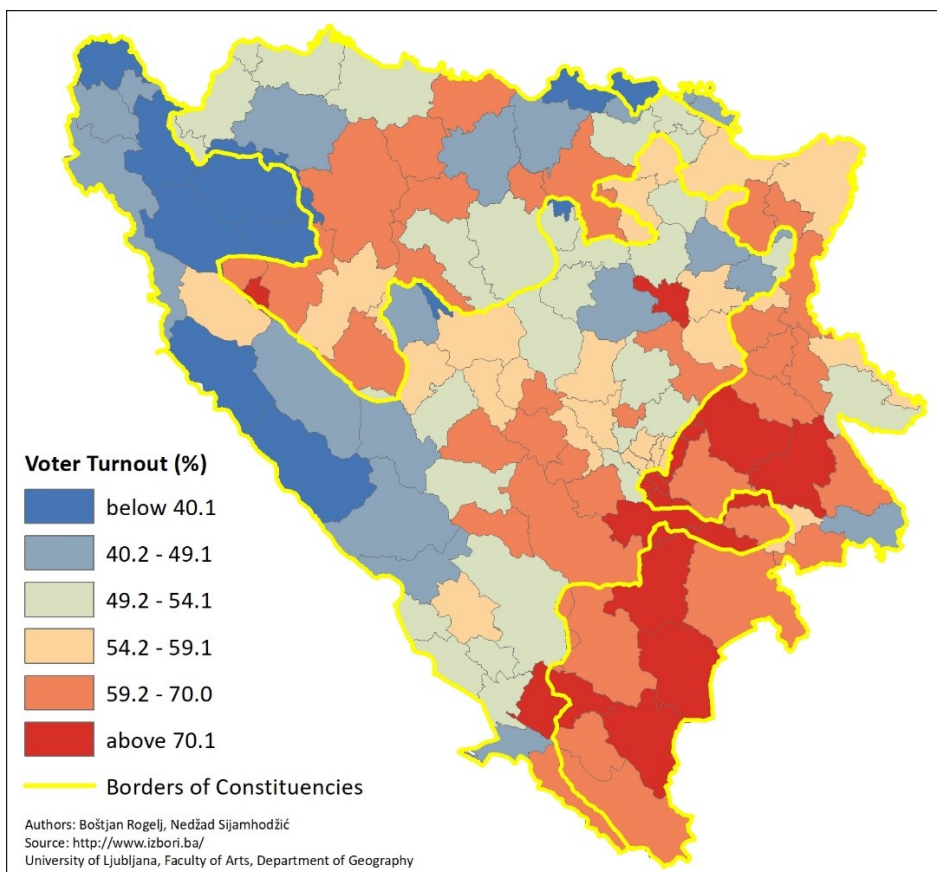 Voter Turnout (%)
below 40.1
40.2 - 49.1
49.2 - 54.1
54.2 - 59.1
59.2 - 70.0
above 70.1
Borders of Constituencies
Authors: Boštjan Rogelj, Nedžad Sijamhodžić
Source: http://www.izbori.ba/
University of Ljubljana, Faculty of Arts, Department of Geography